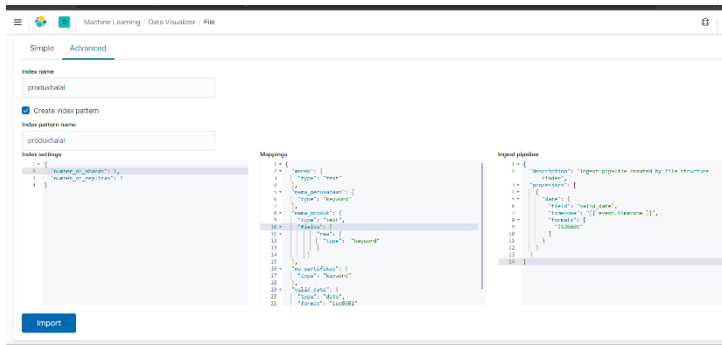 D Machine Learning / Data Visualizer / File
Simple Advanced
Index name
produkhalal
Create index pattern
Index pattern name
produkhalal
Index settings
1 {
2 "number_of_shards": 1,
3 "number_of_replicas":
4 }
Mappings
1 {
2 "merek": {
3 "type": "text"
4 },
5 "nama_perusahaan": {
6 "type": "keyword"
7 },
8 "nama_produk": {
9 "type": "text",
10 "fields": {
11 "raw": {
12 "type": "keyword"
13 }
14 }
15 },
16 "no_sertifikat": {
17 "type": "keyword"
18 },
19 "valid_date": {
20 "type": "date",
21 "format": "iso8601"
Ingest pipeline
1 {
2 "description": "Ingest pipeline created by file structure
finder",
3 "processors": [
4 {
5 "date": {
6 "field": "valid_date",
7 "timezone": "{{ event.timezone }}",
8 "formats": [
9 "ISO8601"
10 ]
11 }
12 }
13 ]
14 }
Import